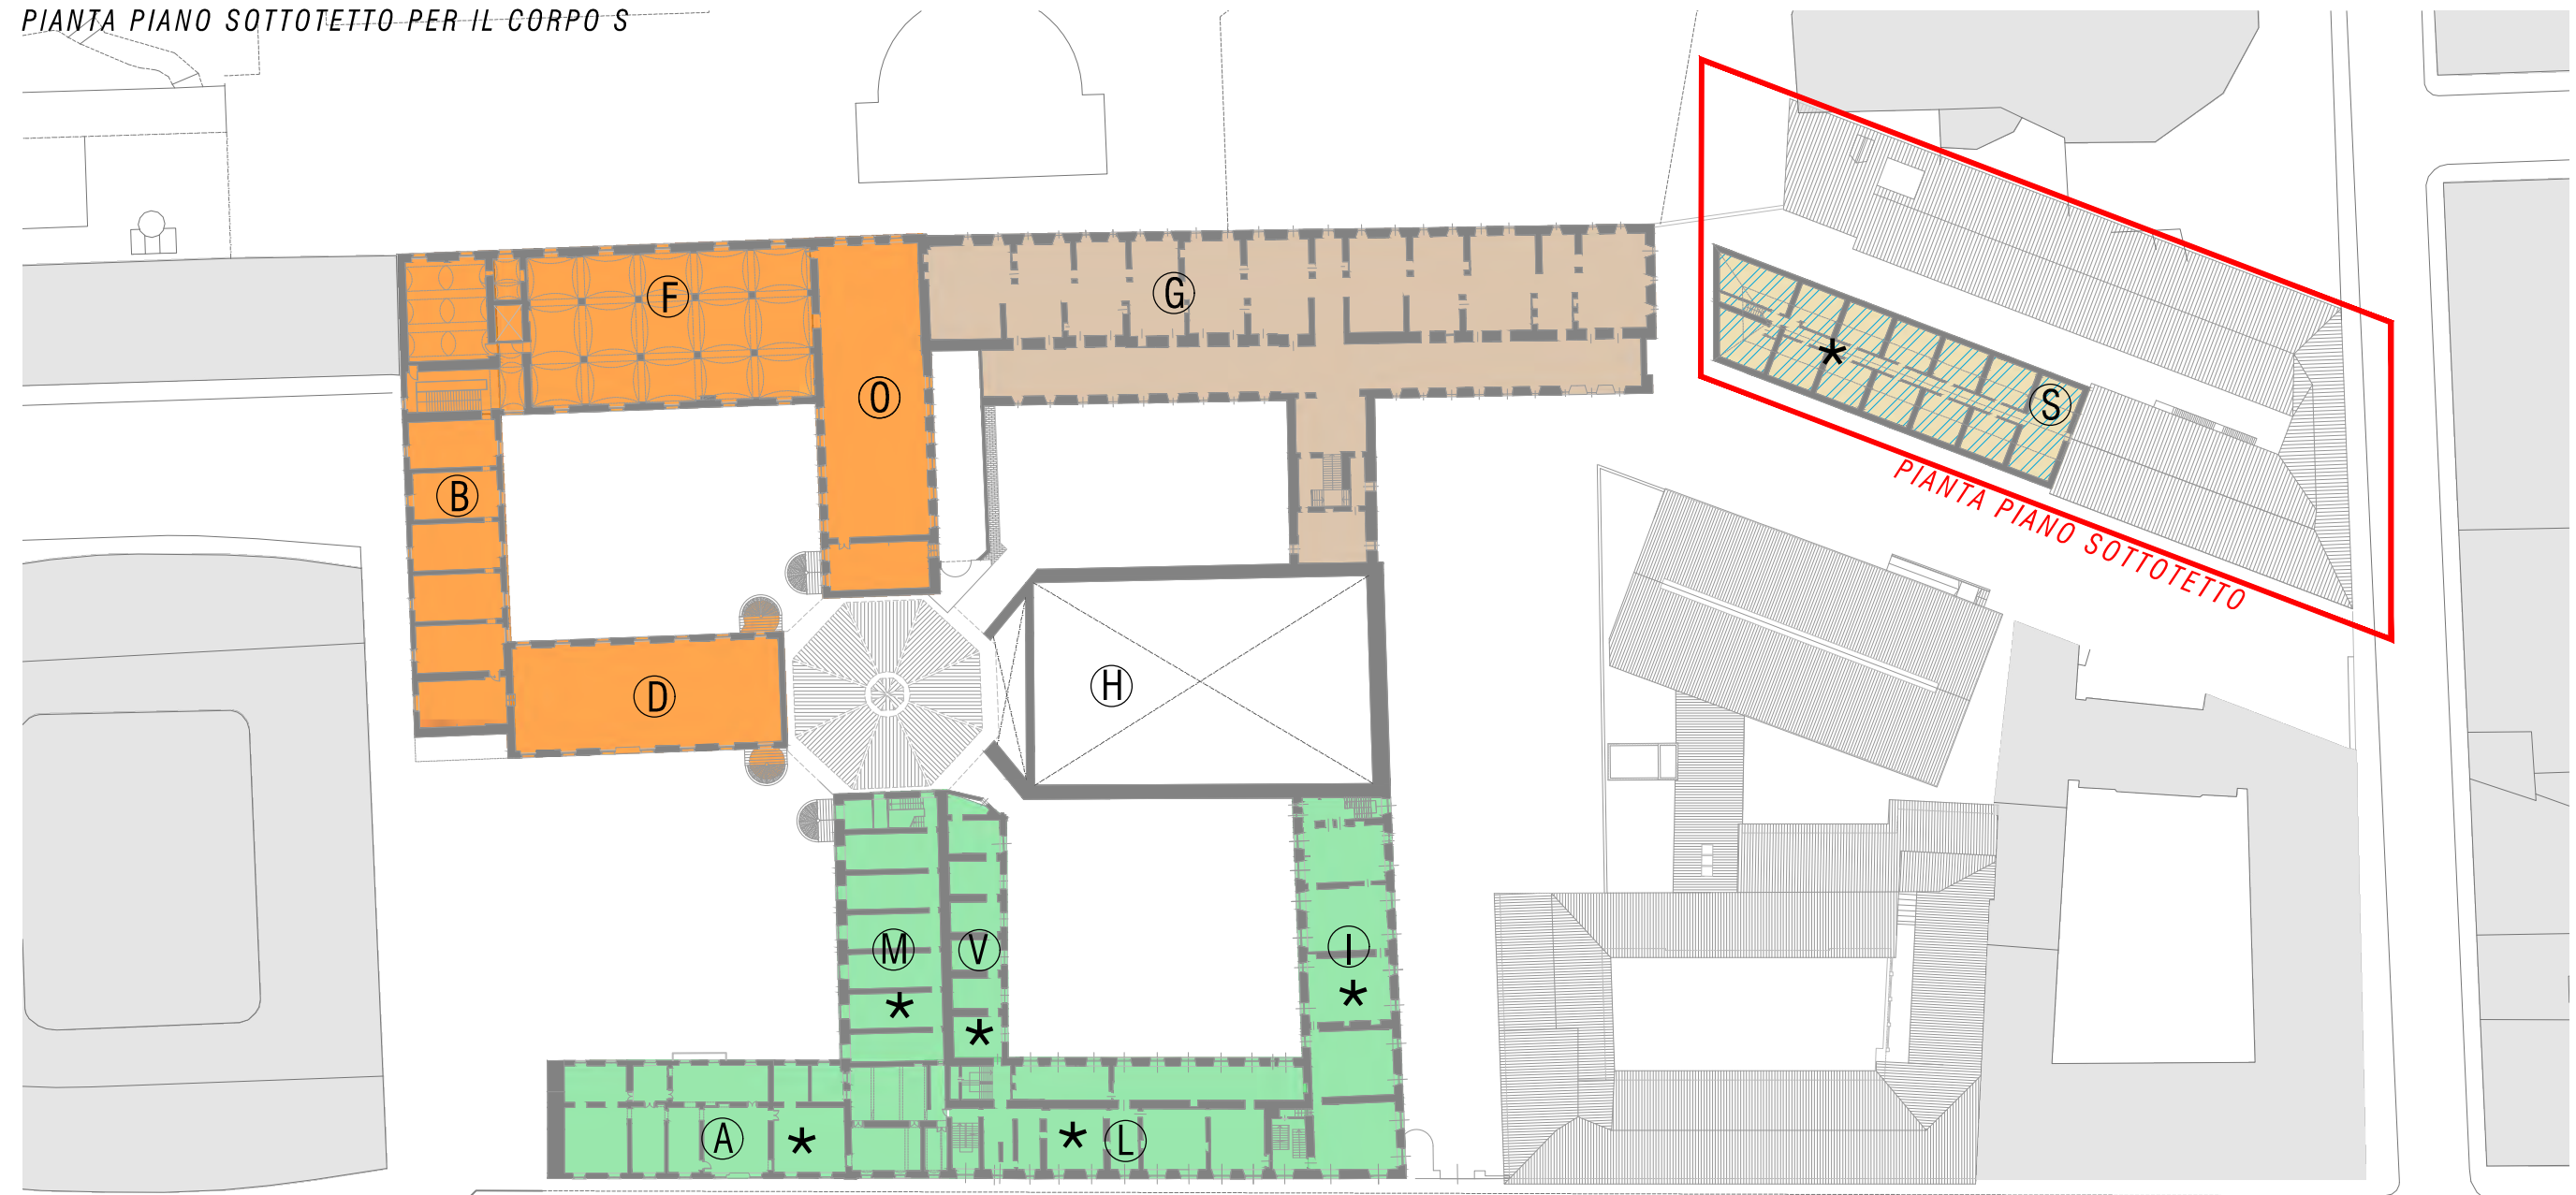 PIANTA PIANO SOTTOTETTO PER IL CORPO S
F
G
*
O
S
B
PIANTA PIANO SOTTOTETTO
D
H
M
V
I
*
*
*
A
*
*
L